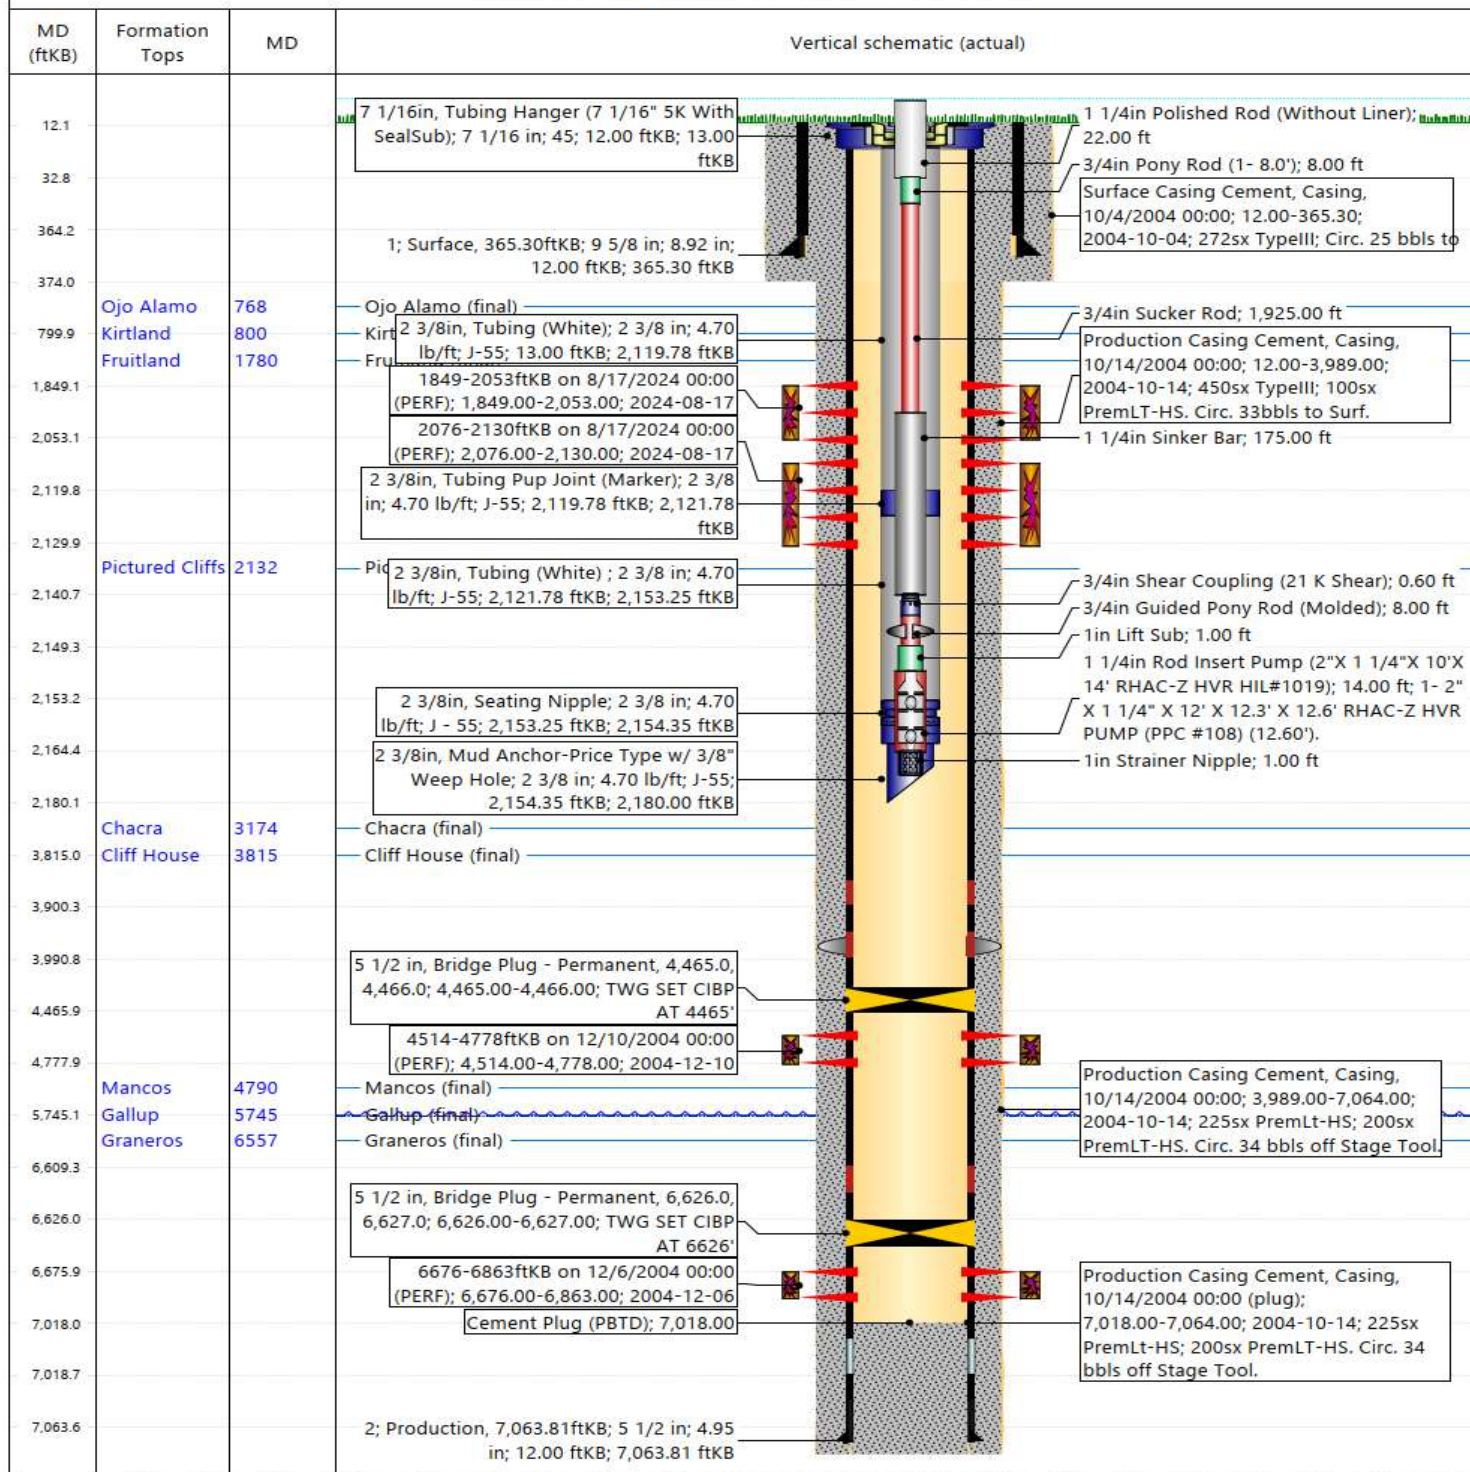 MD
(ftKB)
Formation
Tops
MD
Vertical schematic (actual)
12.1
32.8
364.2
374.0
799.9
1,849.1
2,053.1
2,119.8
2,129.9
2,140.7
2,149.3
2,153.2
2,164.4
2,180.1
3,815.0
3,900.3
3,990.8
4,465.9
4,777.9
5,745.1
6,609.3
6,626.0
6,675.9
7,018.0
7,018.7
7,063.6
Ojo Alamo 768
Kirtland 800
Fruitland 1780
Pictured Cliffs 2132
Chacra 3174
Cliff House 3815
Mancos 4790
Gallup 5745
Graneros 6557
7 1/16in, Tubing Hanger (7 1/16" 5K With
SealSub); 7 1/16 in; 45; 12.00 ftKB; 13.00
ftKB
1; Surface, 365.30ftKB; 9 5/8 in; 8.92 in;
12.00 ftKB; 365.30 ftKB
Ojo Alamo (final)
Kirt
2 3/8in, Tubing (White); 2 3/8 in; 4.70
lb/ft; J-55; 13.00 ftKB; 2,119.78 ftKB
Fru
1849-2053ftKB on 8/17/2024 00:00
(PERF); 1,849.00-2,053.00; 2024-08-17
2076-2130ftKB on 8/17/2024 00:00
(PERF); 2,076.00-2,130.00; 2024-08-17
2 3/8in, Tubing Pup Joint (Marker); 2 3/8
in; 4.70 lb/ft; J-55; 2,119.78 ftKB; 2,121.78
ftKB
Pic
2 3/8in, Tubing (White) ; 2 3/8 in; 4.70
lb/ft; J-55; 2,121.78 ftKB; 2,153.25 ftKB
2 3/8in, Seating Nipple; 2 3/8 in; 4.70
lb/ft; J - 55; 2,153.25 ftKB; 2,154.35 ftKB
2 3/8in, Mud Anchor-Price Type w/ 3/8"
Weep Hole; 2 3/8 in; 4.70 lb/ft; J-55;
2,154.35 ftKB; 2,180.00 ftKB
Chacra (final)
Cliff House (final)
5 1/2 in, Bridge Plug - Permanent, 4,465.0,
4,466.0; 4,465.00-4,466.00; TWG SET CIBP
AT 4465'
4514-4778ftKB on 12/10/2004 00:00
(PERF); 4,514.00-4,778.00; 2004-12-10
Mancos (final)
Gallup (final)
Graneros (final)
5 1/2 in, Bridge Plug - Permanent, 6,626.0,
6,627.0; 6,626.00-6,627.00; TWG SET CIBP
AT 6626'
6676-6863ftKB on 12/6/2004 00:00
(PERF); 6,676.00-6,863.00; 2004-12-06
Cement Plug (PBTD); 7,018.00
2; Production, 7,063.81ftKB; 5 1/2 in; 4.95
in; 12.00 ftKB; 7,063.81 ftKB
1 1/4in Polished Rod (Without Liner);
22.00 ft
3/4in Pony Rod (1- 8.0'); 8.00 ft
Surface Casing Cement, Casing,
10/4/2004 00:00; 12.00-365.30;
2004-10-04; 272sx TypeIII; Circ. 25 bbls to
3/4in Sucker Rod; 1,925.00 ft
Production Casing Cement, Casing,
10/14/2004 00:00; 12.00-3,989.00;
2004-10-14; 450sx TypeIII; 100sx
PremLT-HS. Circ. 33bbls to Surf.
1 1/4in Sinker Bar; 175.00 ft
3/4in Shear Coupling (21 K Shear); 0.60 ft
3/4in Guided Pony Rod (Molded); 8.00 ft
1in Lift Sub; 1.00 ft
1 1/4in Rod Insert Pump (2"X 1 1/4"X 10'X
14' RHAC-Z HVR HIL#1019); 14.00 ft; 1- 2"
X 1 1/4" X 12' X 12.3' X 12.6' RHAC-Z HVR
PUMP (PPC #108) (12.60').
1in Strainer Nipple; 1.00 ft
Production Casing Cement, Casing,
10/14/2004 00:00; 3,989.00-7,064.00;
2004-10-14; 225sx PremLt-HS; 200sx
PremLT-HS. Circ. 34 bbls off Stage Tool.
Production Casing Cement, Casing,
10/14/2004 00:00 (plug);
7,018.00-7,064.00; 2004-10-14; 225sx
PremLt-HS; 200sx PremLT-HS. Circ. 34
bbls off Stage Tool.